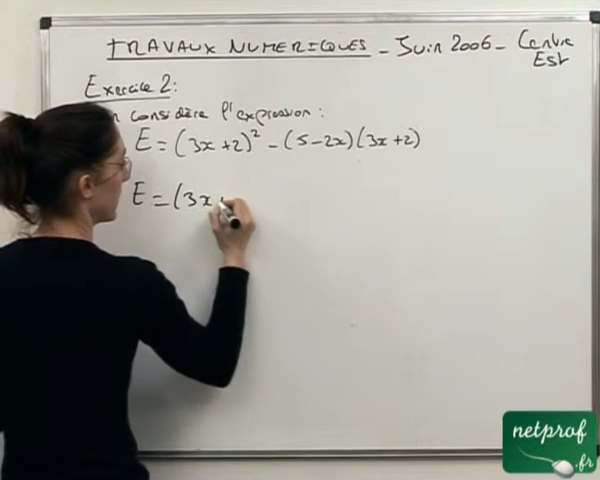 TRAVAUX NUMERIQUES - Juin 2006 - Centre
Est
Exercice 2:
n considère l'expression:
E = (3x+2)² - (5-2x)(3x+2)
E = (3x
netprof
.fr